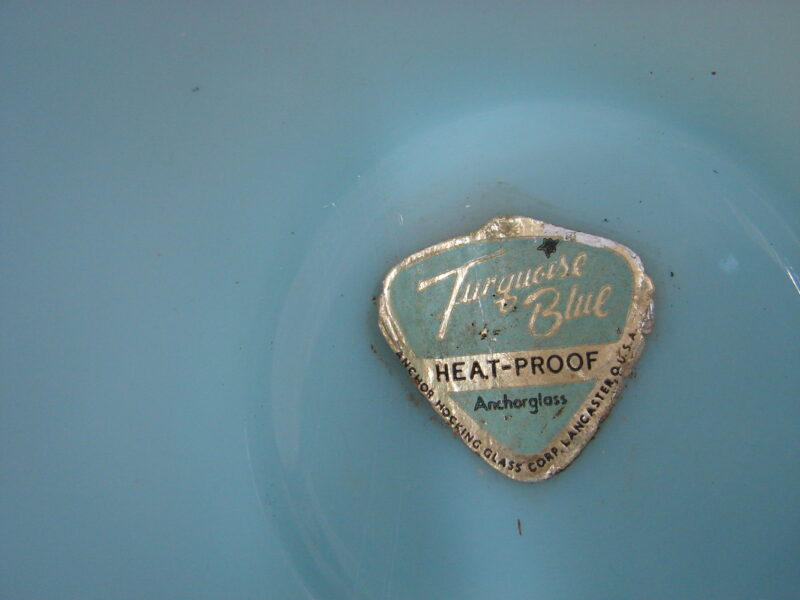 Turquoise
Blue
HEAT-PROOF
Anchorglass
ANCHOR HOCKING GLASS CORP. LANCASTER, O. U.S.A.